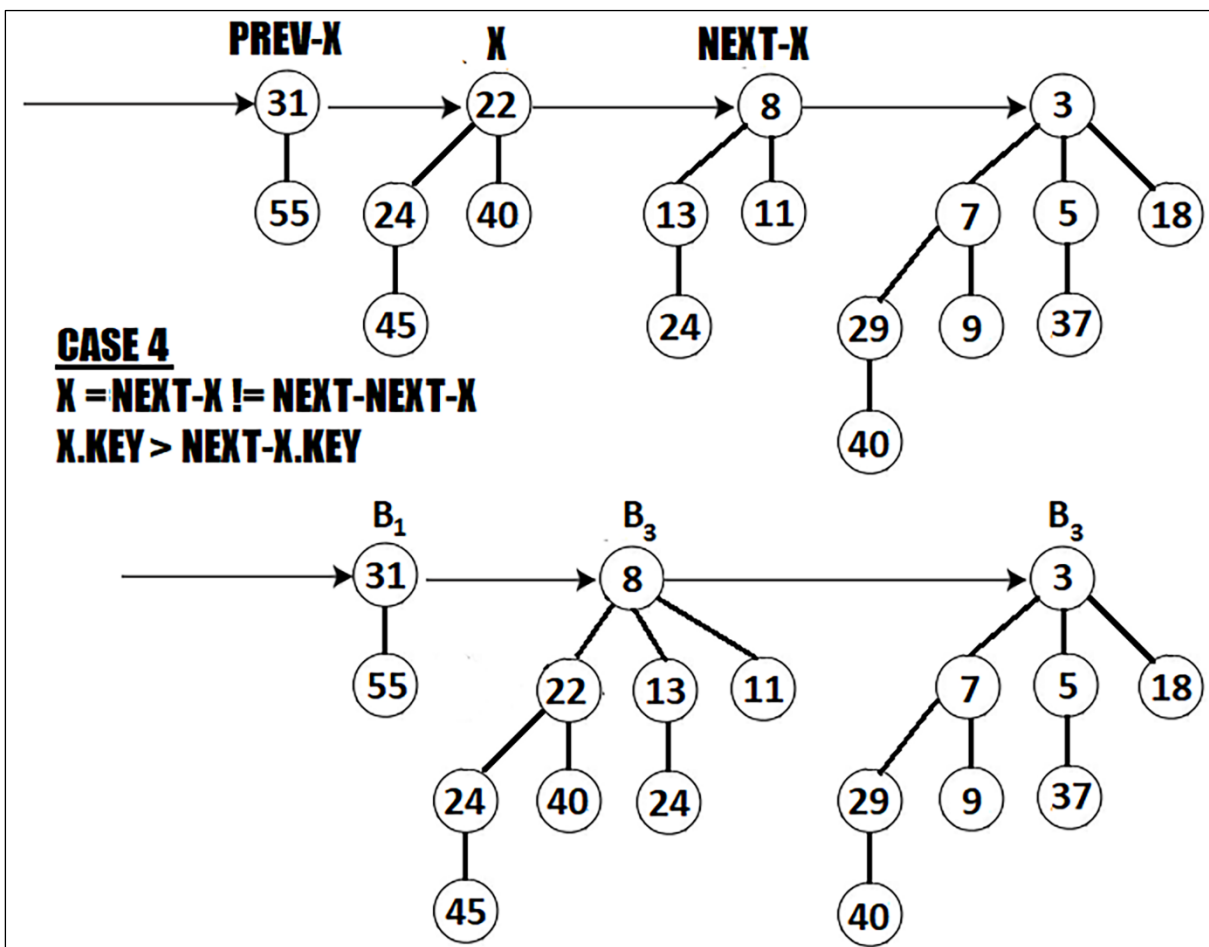 PREV-X X NEXT-X
31 22 8 3
55 24 40 13 11 7 5 18
45 24 29 9 37
CASE 4
X = NEXT-X != NEXT-NEXT-X
40
X.KEY > NEXT-X.KEY
B₁ B₃ B₃
31 8 3
55 22 13 11 7 5 18
24 40 24 29 9 37
45 40